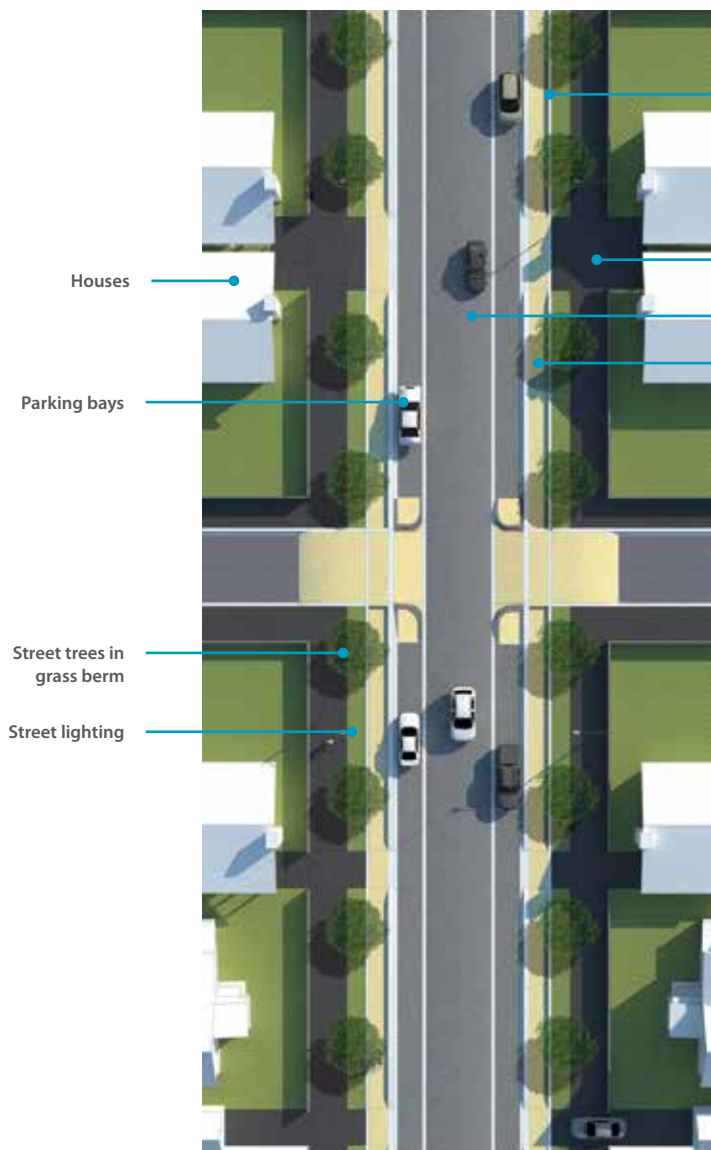 Houses
Parking bays
Street trees in
grass berm
Street lighting